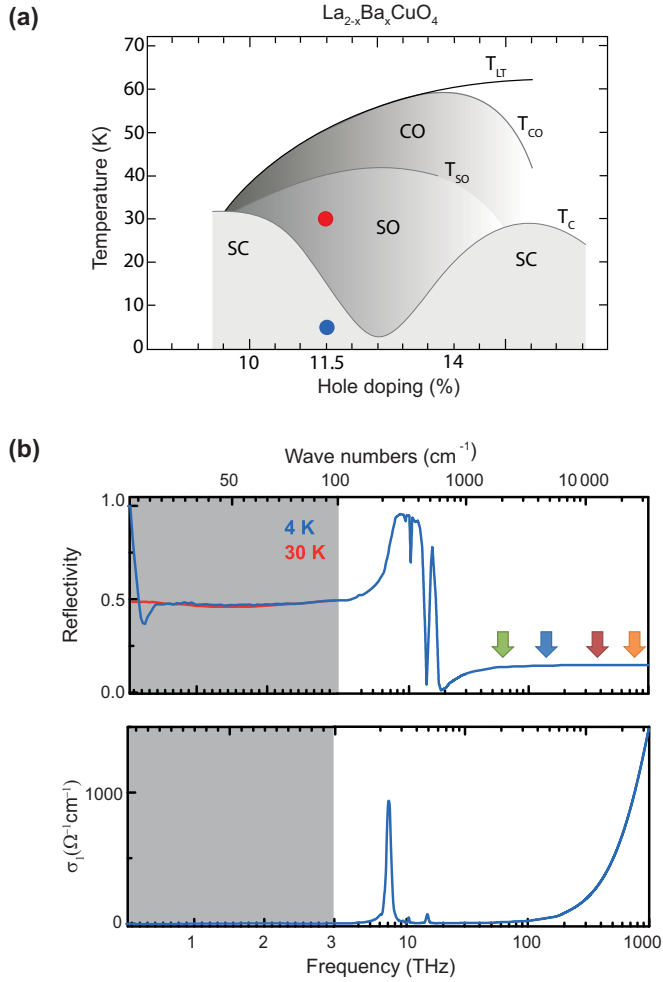 (a)
La2-xBaxCuO4
Temperature (K)
70
60
50
40
30
20
10
0
TLT
CO
TCO
TSO
SC
SO
TC
SC
10
11.5
14
Hole doping (%)
(b)
Wave numbers (cm⁻¹)
50
100
1000
10000
Reflectivity
1.0
0.5
0.0
4 K
30 K
σ1(Ω⁻¹cm⁻¹)
1000
0
1
2
3
10
100
1000
Frequency (THz)